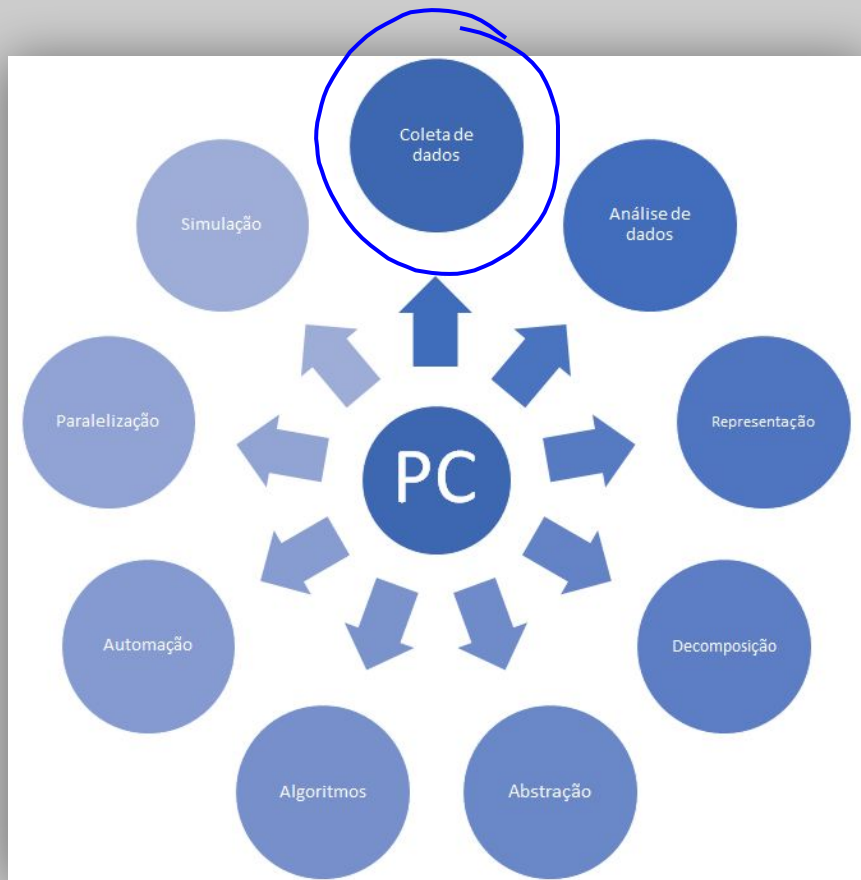 Coleta de
dados
Análise de
dados
Representação
Decomposição
Abstração
Algoritmos
Automação
Paralelização
Simulação
PC